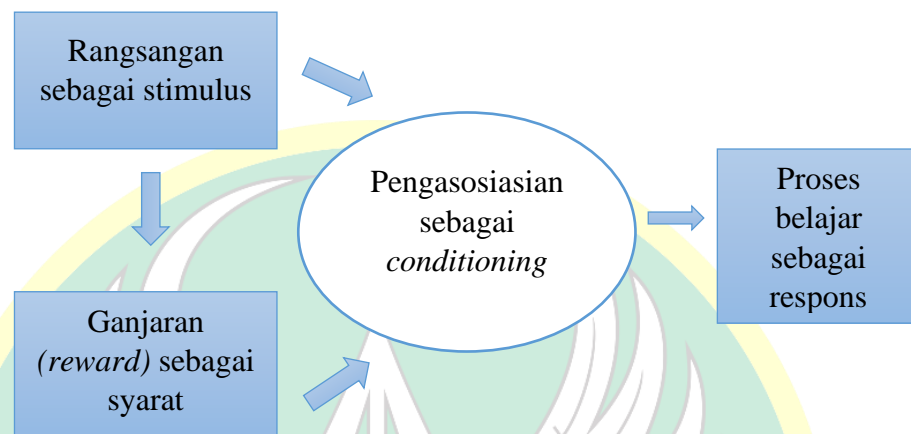 Rangsangan
sebagai stimulus
Pengasosiasian
sebagai
conditioning
Proses
belajar
sebagai
respons
Ganjaran
(reward) sebagai
syarat